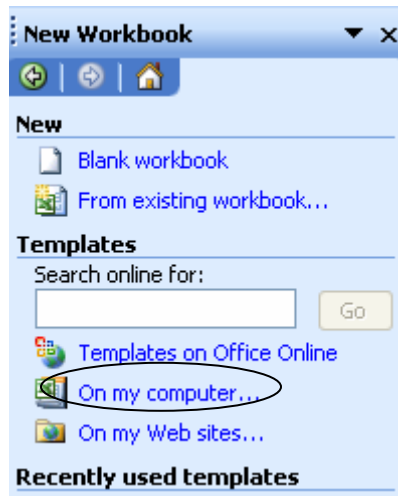 New Workbook
New
Blank workbook
From existing workbook...
Templates
Search online for:
Go
Templates on Office Online
On my computer...
On my Web sites...
Recently used templates